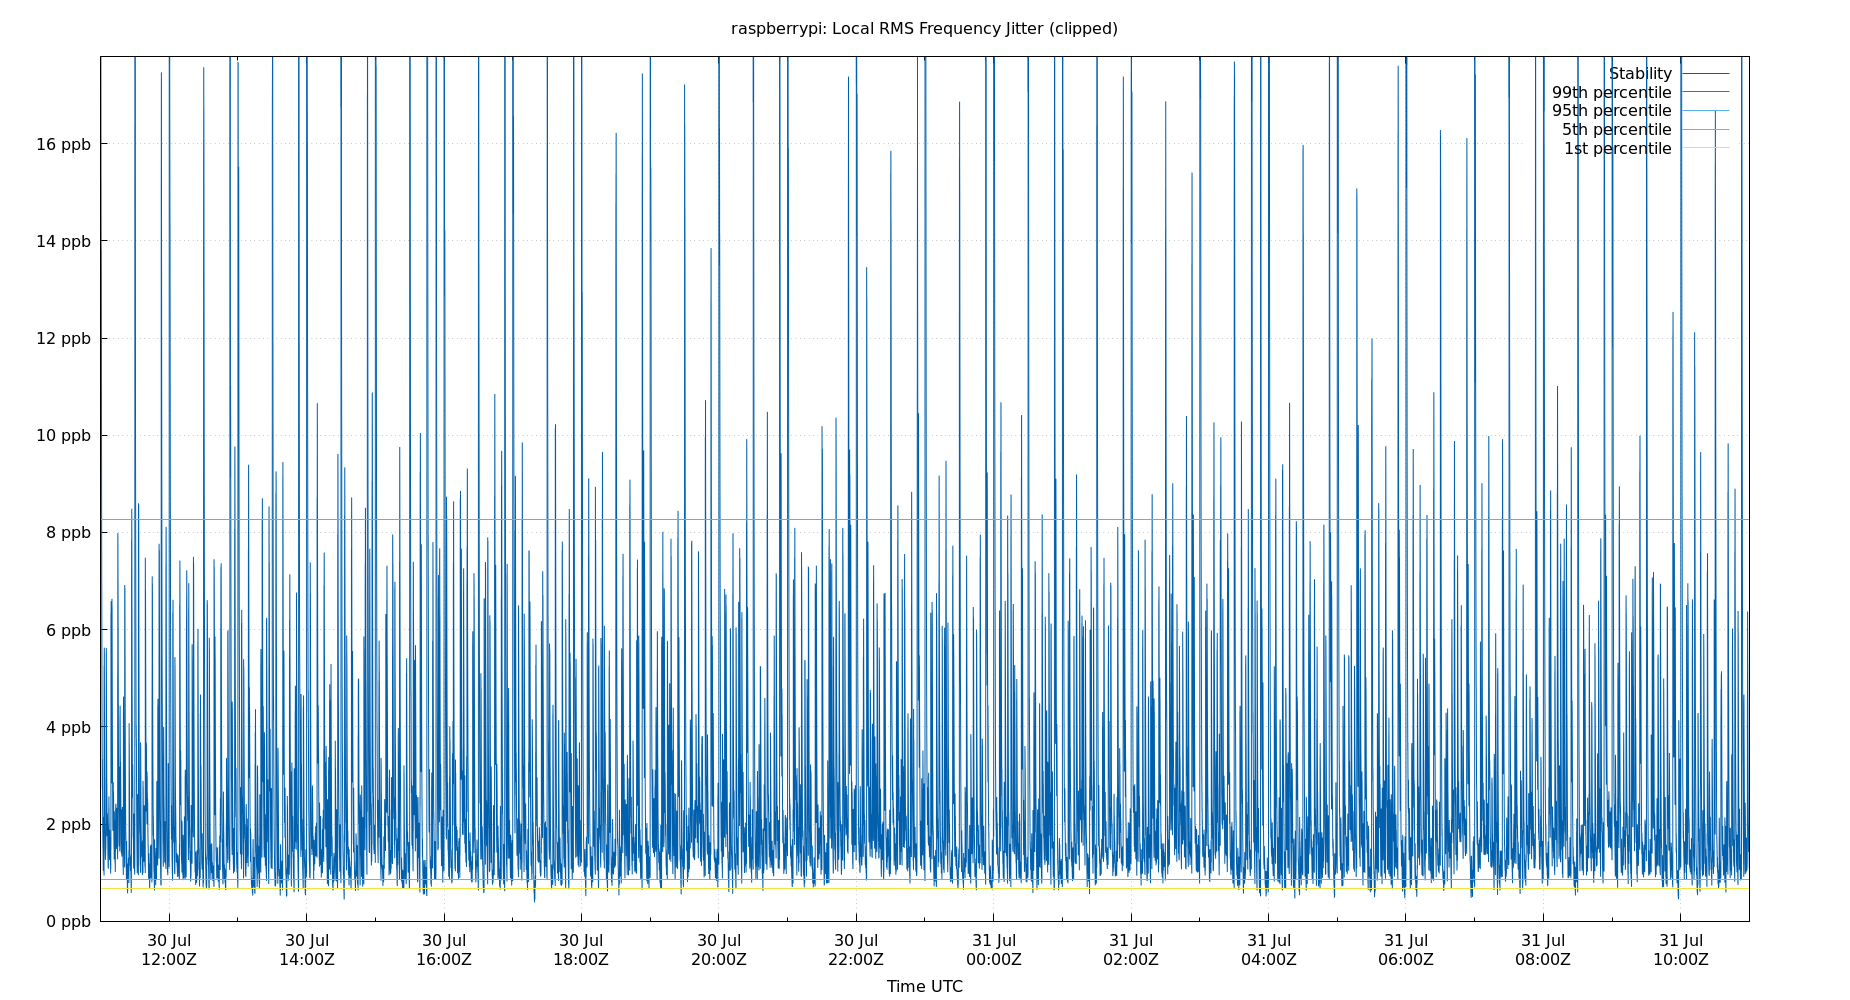 raspberrypi: Local RMS Frequency Jitter (clipped)
Stability
99th percentile
95th percentile
5th percentile
1st percentile
16 ppb
14 ppb
12 ppb
10 ppb
8 ppb
6 ppb
4 ppb
2 ppb
0 ppb
30 Jul 30 Jul 30 Jul 30 Jul 30 Jul 30 Jul 31 Jul 31 Jul 31 Jul 31 Jul 31 Jul 31 Jul
12:00Z 14:00Z 16:00Z 18:00Z 20:00Z 22:00Z 00:00Z 02:00Z 04:00Z 06:00Z 08:00Z 10:00Z
Time UTC